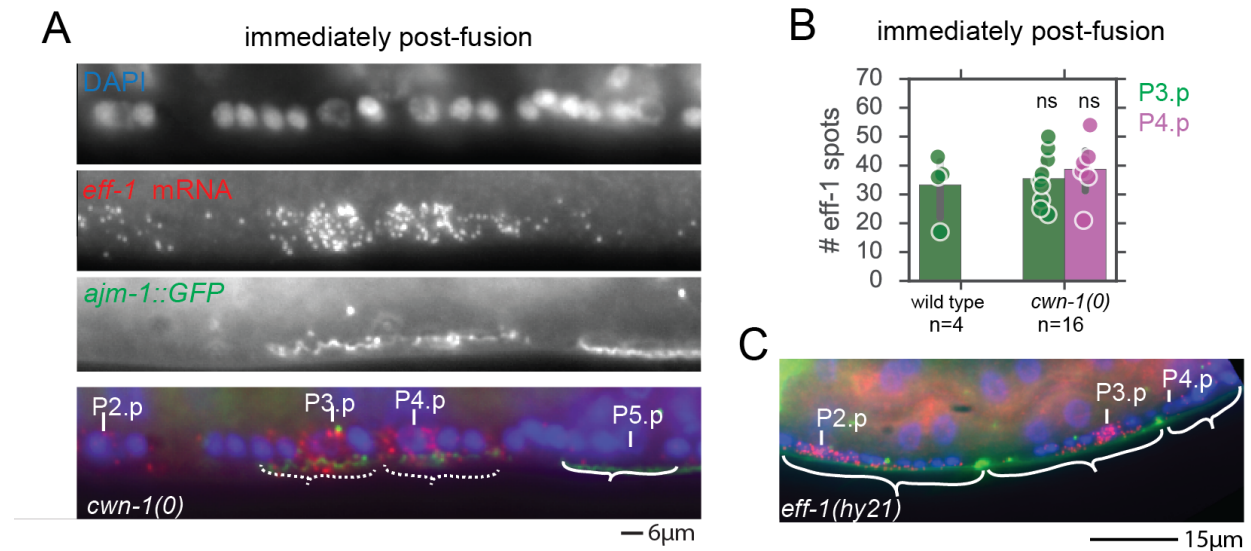 A
immediately post-fusion
DAPI
eff-1 mRNA
ajm-1::GFP
P2.p
P3.p
P4.p
P5.p
cwn-1(0)
6µm
B
immediately post-fusion
# eff-1 spots
70
60
50
40
30
20
10
0
ns
ns
P3.p
P4.p
wild type
n=4
cwn-1(0)
n=16
C
P2.p
P3.p
P4.p
eff-1(hy21)
15µm